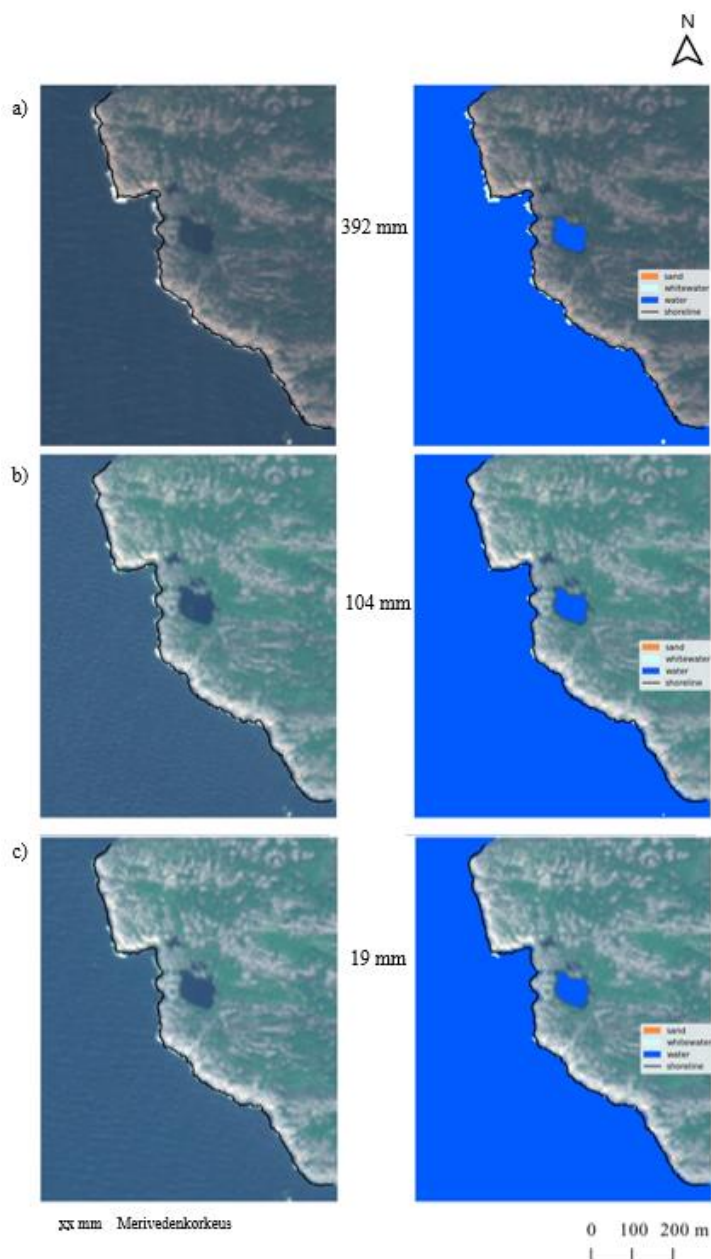 N
a)
392 mm
sand
whitewater
water
shoreline
b)
104 mm
sand
whitewater
water
shoreline
c)
19 mm
sand
whitewater
water
shoreline
xx mm Merivedenkorkeus
0 100 200 m